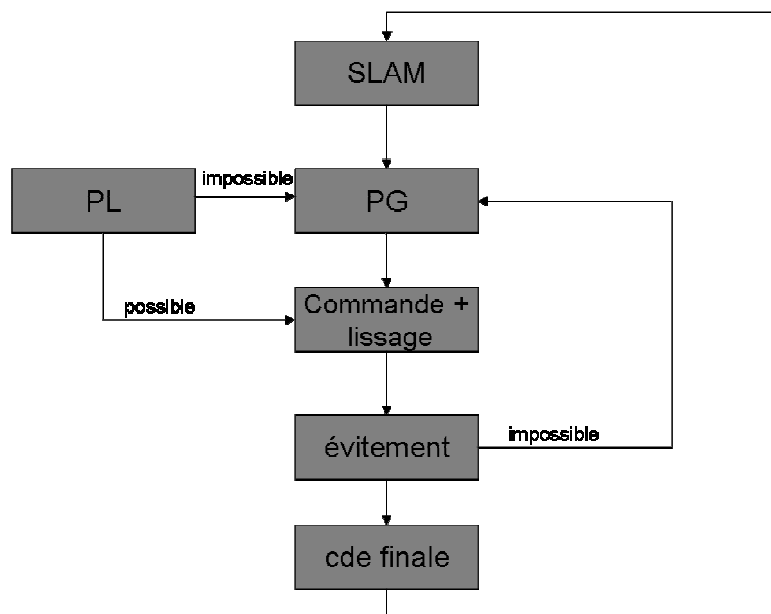 SLAM
impossible
PL
PG
possible
Commande +
lissage
évitement
impossible
cde finale